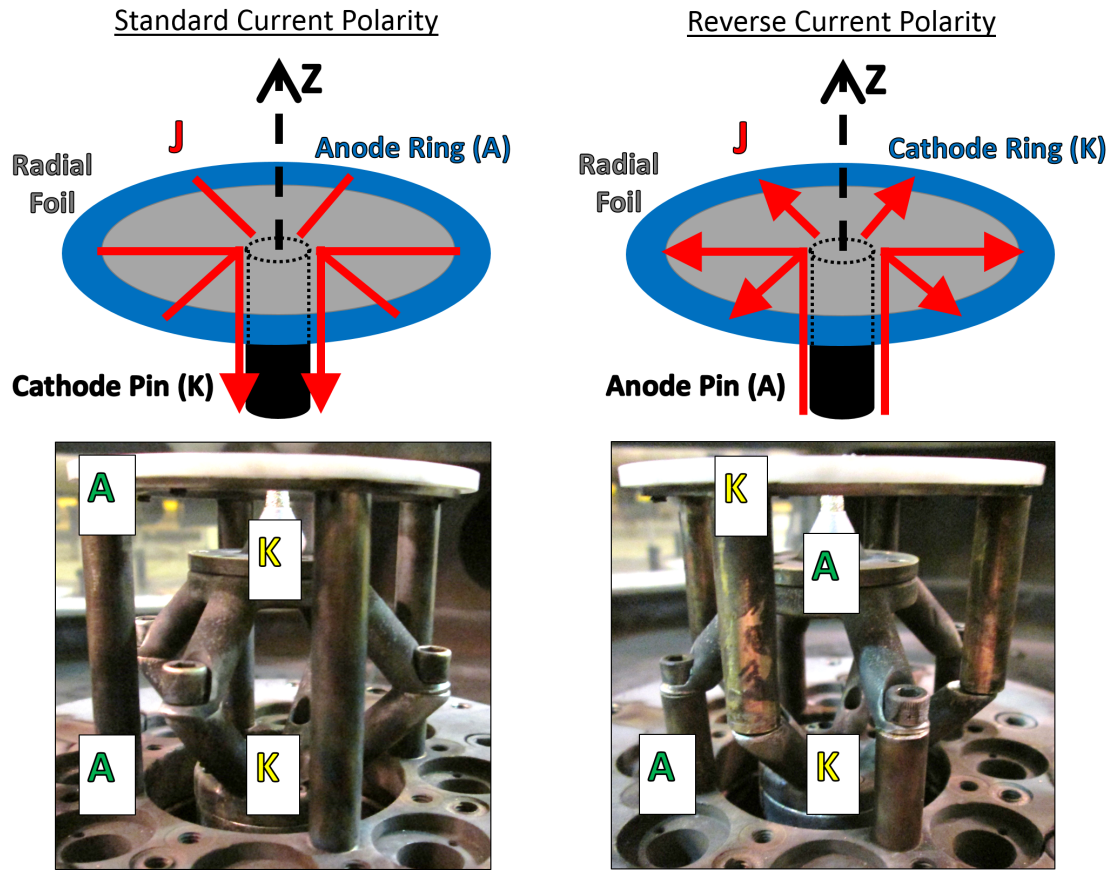 Standard Current Polarity
Z
J
Anode Ring (A)
Radial
Foil
Cathode Pin (K)
A
K
A
K
Reverse Current Polarity
Z
J
Cathode Ring (K)
Radial
Foil
Anode Pin (A)
K
A
A
K